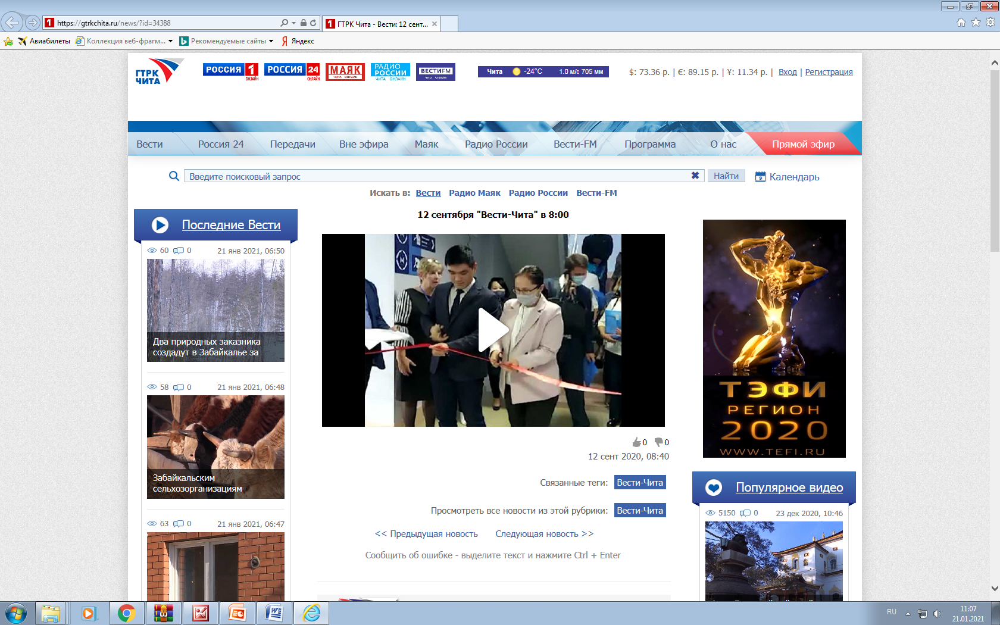 https://gtrkchita.ru/news/?id=34388
ГТРК Чита - Вести: 12 сент...
Авиабилеты
Коллекция веб-фрагм...
Рекомендуемые сайты
Яндекс
ГТРК ЧИТА
РОССИЯ 1 ОНЛАЙН
РОССИЯ 24 ОНЛАЙН
МАЯК ЧИТА ОНЛАЙН
РАДИО РОССИИ ЧИТА ОНЛАЙН
ВЕСТИ FM ЧИТА ОНЛАЙН
Чита -24°C 1.0 м/с 705 мм
$: 73.36 р. | €: 89.15 р. | ¥: 11.34 р. | Вход | Регистрация
Вести Россия 24 Передачи Вне эфира Маяк Радио России Вести-FM Программа О нас Прямой эфир
Введите поисковый запрос
Найти
Календарь
Искать в: Вести Радио Маяк Радио России Вести-FM
Последние Вести
60 0 21 янв 2021, 06:50
Два природных заказника
создадут в Забайкалье за
58 0 21 янв 2021, 06:48
Забайкальским
сельхозорганизациям
63 0 21 янв 2021, 06:47
12 сентября "Вести-Чита" в 8:00
0 0
12 сент 2020, 08:40
Связанные теги: Вести-Чита
Просмотреть все новости из этой рубрики: Вести-Чита
<< Предыдущая новость Следующая новость >>
Сообщить об ошибке - выделите текст и нажмите Ctrl + Enter
ТЭФИ
РЕГИОН
2020
WWW.TEFI.RU
Популярное видео
5150 0 23 дек 2020, 10:46
RU
11:07
21.01.2021